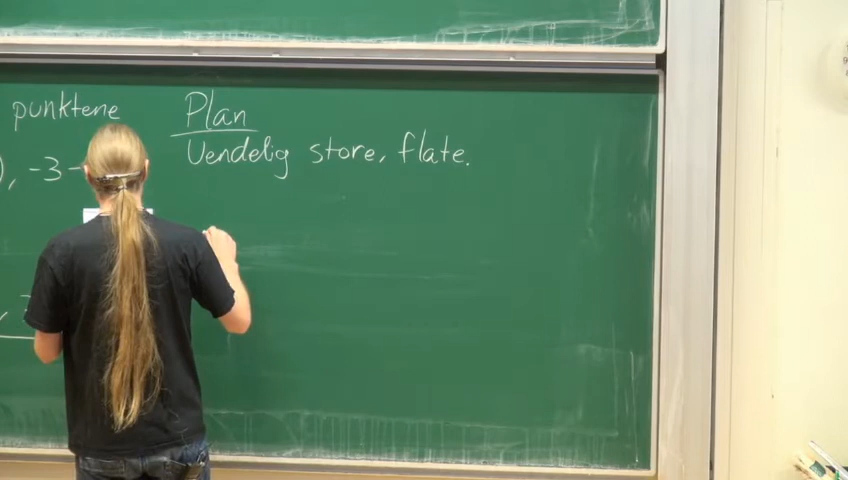 punktene
), -3-
Plan
Uendelig store, flate.